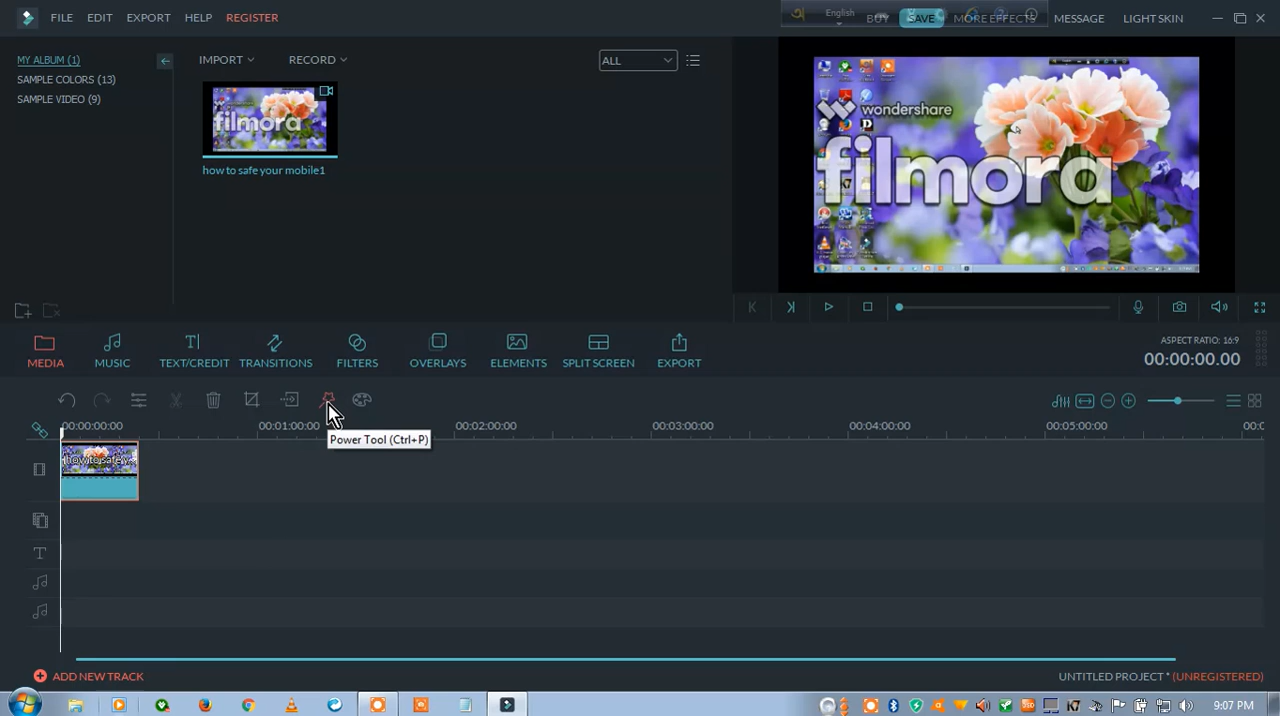 FILE EDIT EXPORT HELP REGISTER
English
BUY SAVE MORE EFFECTS MESSAGE LIGHT SKIN
MY ALBUM (1)
SAMPLE COLORS (13)
SAMPLE VIDEO (9)
IMPORT RECORD ALL
filmora
how to safe your mobile1
wondershare
filmora
MEDIA MUSIC TEXT/CREDIT TRANSITIONS FILTERS OVERLAYS ELEMENTS SPLIT SCREEN EXPORT
ASPECT RATIO: 16:9
00:00:00.00
Power Tool (Ctrl+P)
00:00:00:00 00:01:00:00 00:02:00:00 00:03:00:00 00:04:00:00 00:05:00:00
ADD NEW TRACK
UNTITLED PROJECT * (UNREGISTERED)
9:07 PM